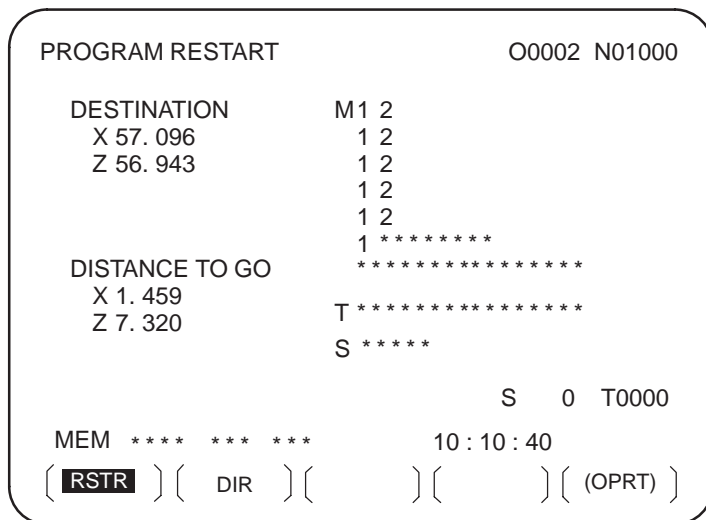 PROGRAM RESTART O0002 N01000
DESTINATION M 1 2
X 57. 096 1 2
Z 56. 943 1 2
1 2
1 2
1 * * * * * * * *
DISTANCE TO GO * * * * * * * ** * * * * * * *
X 1. 459
Z 7. 320 T * * * * * * * ** * * * * * * *
S * * * * *
S 0 T0000
MEM * * * * * * * * * * 10 : 10 : 40
[ RSTR ] [ DIR ] [ ] [ ] [ (OPRT) ]